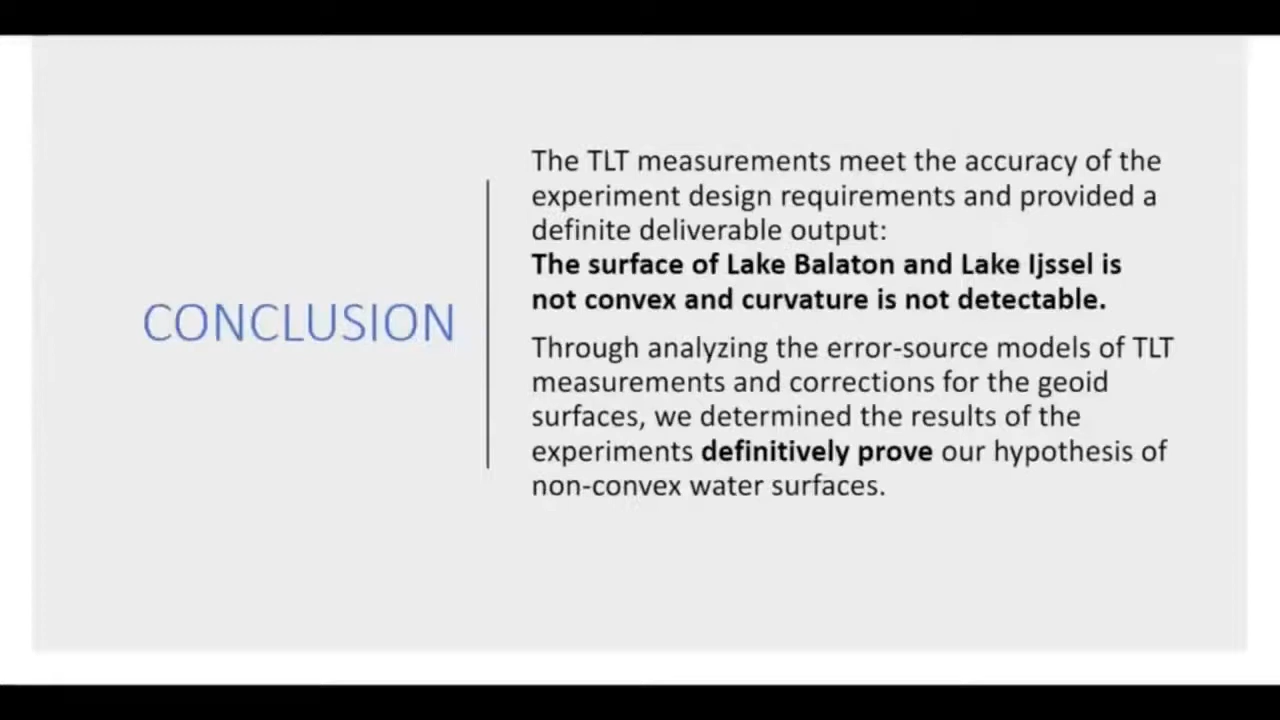 CONCLUSION
The TLT measurements meet the accuracy of the
experiment design requirements and provided a
definite deliverable output:
The surface of Lake Balaton and Lake Ijssel is
not convex and curvature is not detectable.
Through analyzing the error-source models of TLT
measurements and corrections for the geoid
surfaces, we determined the results of the
experiments definitively prove our hypothesis of
non-convex water surfaces.